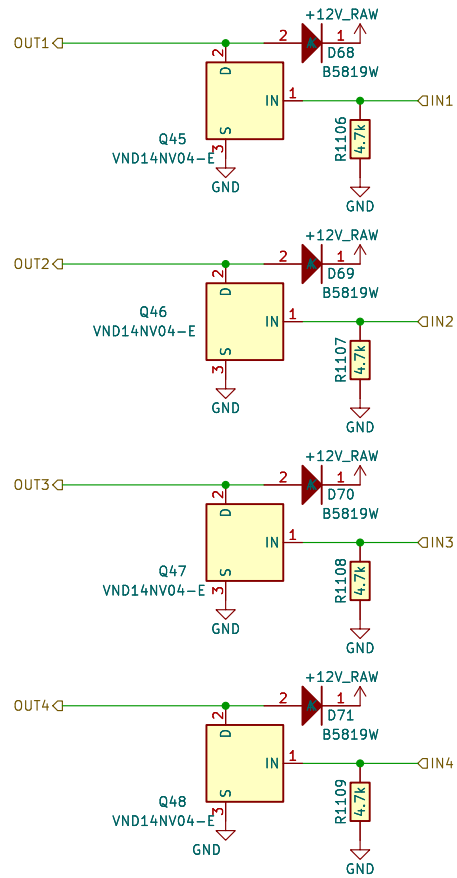 +12V_RAW
OUT1
2
1
D68
B5819W
2
D
IN
1
IN1
R1106
4.7k
Q45
VND14NV04-E
S
3
GND
GND
+12V_RAW
OUT2
2
1
D69
B5819W
2
D
IN
1
IN2
Q46
VND14NV04-E
R1107
4.7k
S
3
GND
GND
+12V_RAW
OUT3
2
1
D70
B5819W
2
D
IN
1
IN3
R1108
4.7k
Q47
VND14NV04-E
S
3
GND
GND
+12V_RAW
OUT4
2
1
D71
B5819W
2
D
IN
1
IN4
R1109
4.7k
Q48
VND14NV04-E
S
3
GND
GND